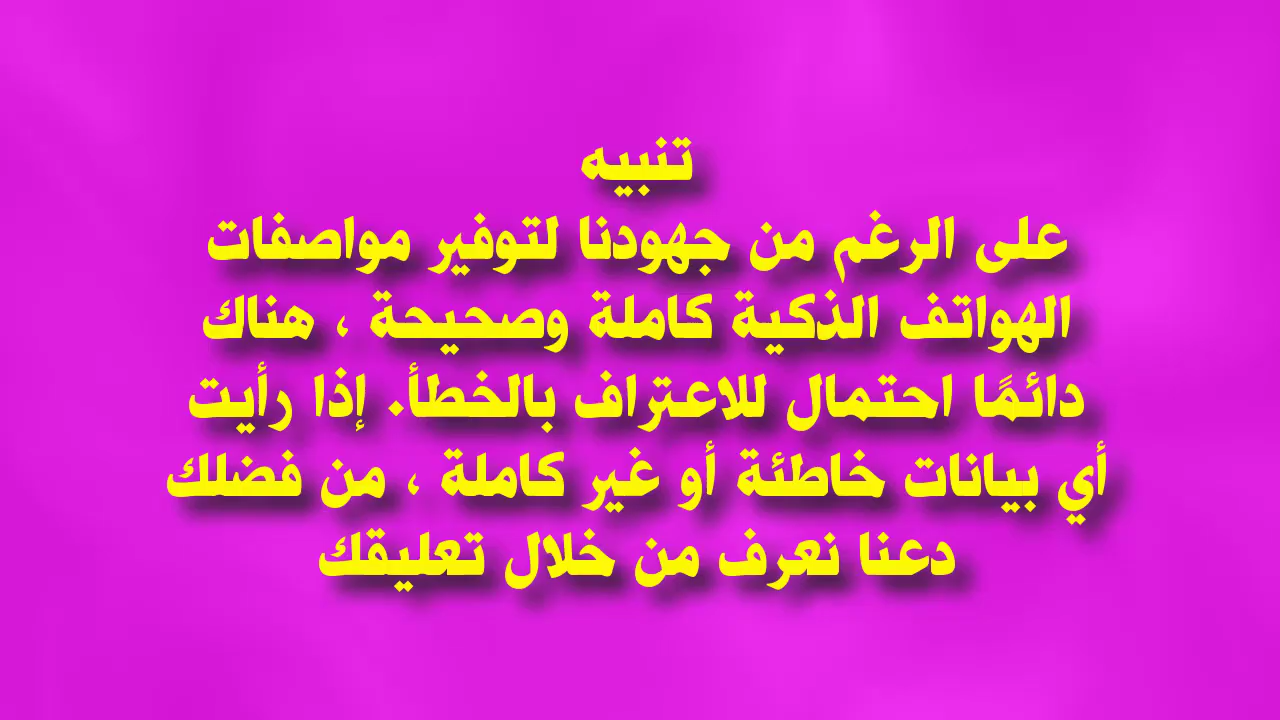 تنبيه
على الرغم من جهودنا لتوفير مواصفات
الهواتف الذكية كاملة وصحيحة ، هناك
دائمًا احتمال للاعتراف بالخطأ. إذا رأيت
أي بيانات خاطئة أو غير كاملة ، من فضلك
دعنا نعرف من خلال تعليقك